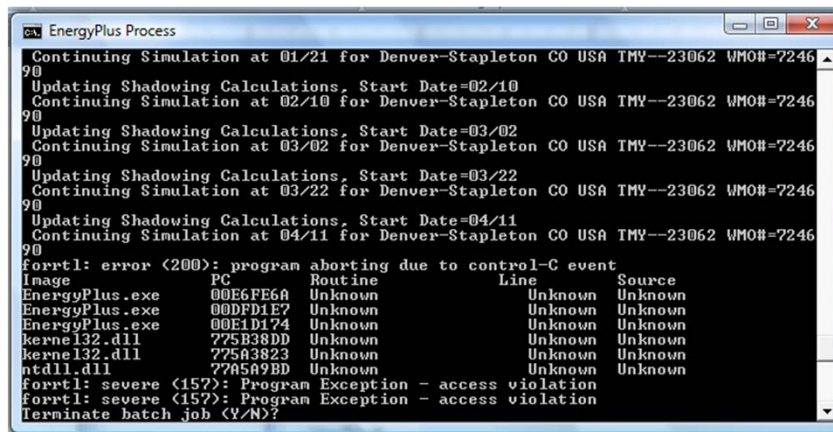 EnergyPlus Process
Continuing Simulation at 01/21 for Denver-Stapleton CO USA TMY--23062 WMO#=7246
90
Updating Shadowing Calculations, Start Date=02/10
Continuing Simulation at 02/10 for Denver-Stapleton CO USA TMY--23062 WMO#=7246
90
Updating Shadowing Calculations, Start Date=03/02
Continuing Simulation at 03/02 for Denver-Stapleton CO USA TMY--23062 WMO#=7246
90
Updating Shadowing Calculations, Start Date=03/22
Continuing Simulation at 03/22 for Denver-Stapleton CO USA TMY--23062 WMO#=7246
90
Updating Shadowing Calculations, Start Date=04/11
Continuing Simulation at 04/11 for Denver-Stapleton CO USA TMY--23062 WMO#=7246
90
forrtl: error (200): program aborting due to control-C event
Image PC Routine Line Source
EnergyPlus.exe 00E6FE6A Unknown Unknown Unknown
EnergyPlus.exe 00DFD1E7 Unknown Unknown Unknown
EnergyPlus.exe 00E1D174 Unknown Unknown Unknown
kernel32.dll 775B38DD Unknown Unknown Unknown
kernel32.dll 775A3823 Unknown Unknown Unknown
ntdll.dll 77A5A9BD Unknown Unknown Unknown
forrtl: severe (157): Program Exception - access violation
forrtl: severe (157): Program Exception - access violation
Terminate batch job (Y/N)?